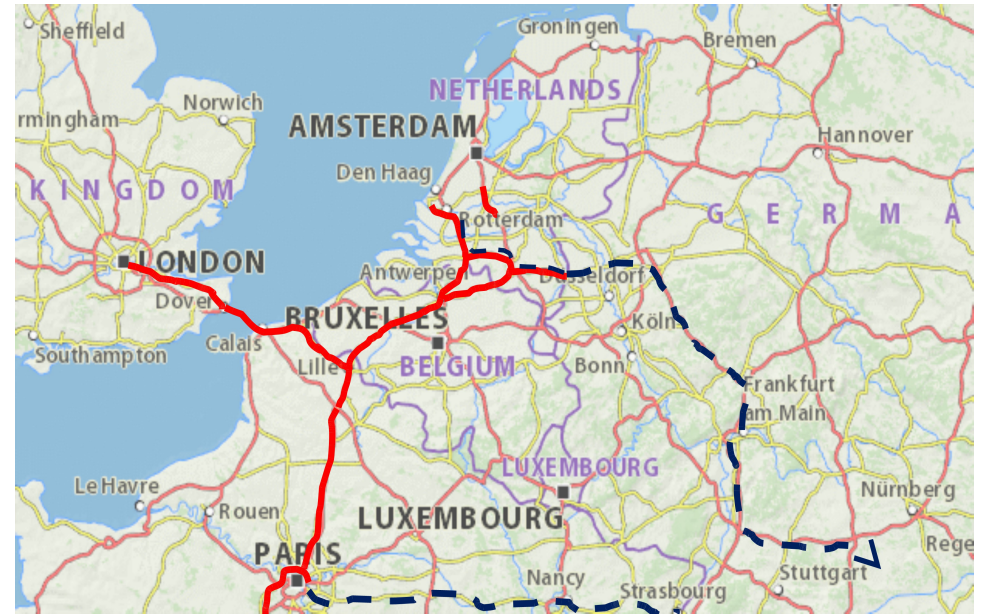 Sheffield
Groningen
Bremen
NETHERLANDS
Norwich
rmingham
AMSTERDAM
Hannover
Den Haag
KINGDOM
GERMA
Rotterdam
LONDON
Antwerpen
Düsseldorf
Dover
BRUXELLES
Köln
Calais
Southampton
Lille
BELGIUM
Bonn
Frankfurt
am Main
LUXEMBOURG
Le Havre
Nürnberg
Rouen
LUXEMBOURG
Rege
PARIS
Stuttgart
Nancy
Strasbourg